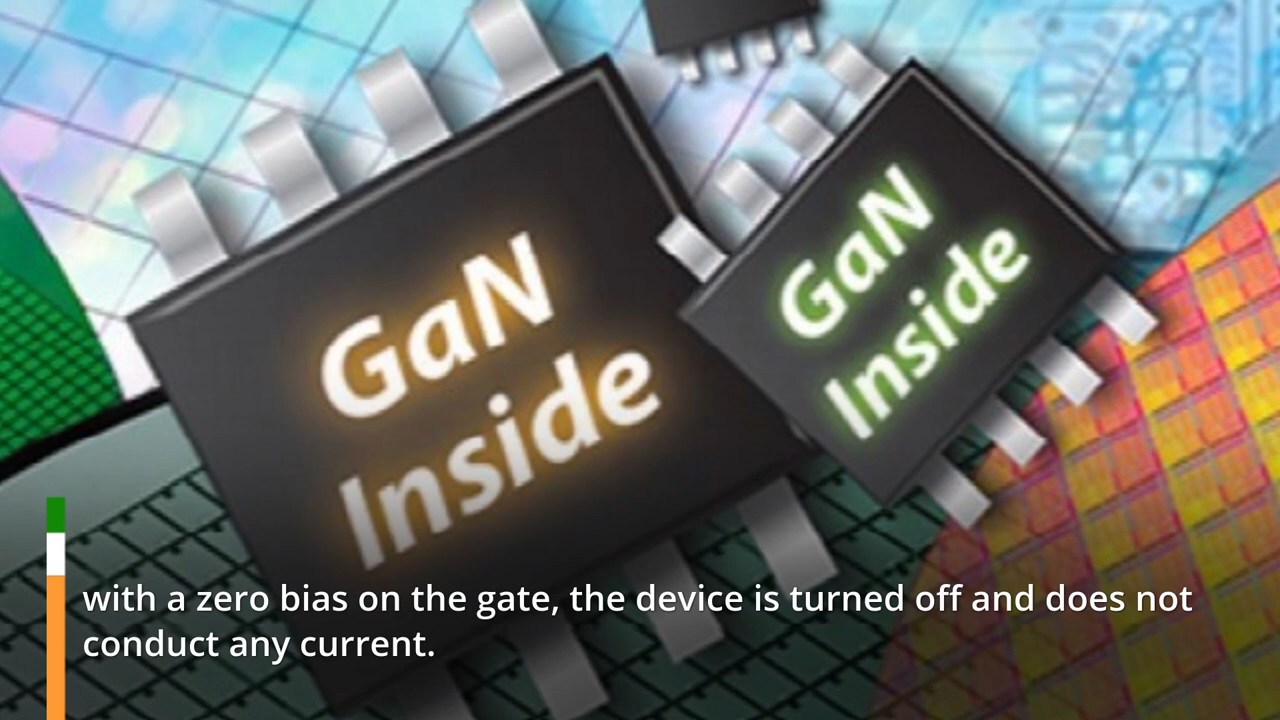 GaN
Inside
GaN
Inside
with a zero bias on the gate, the device is turned off and does not
conduct any current.